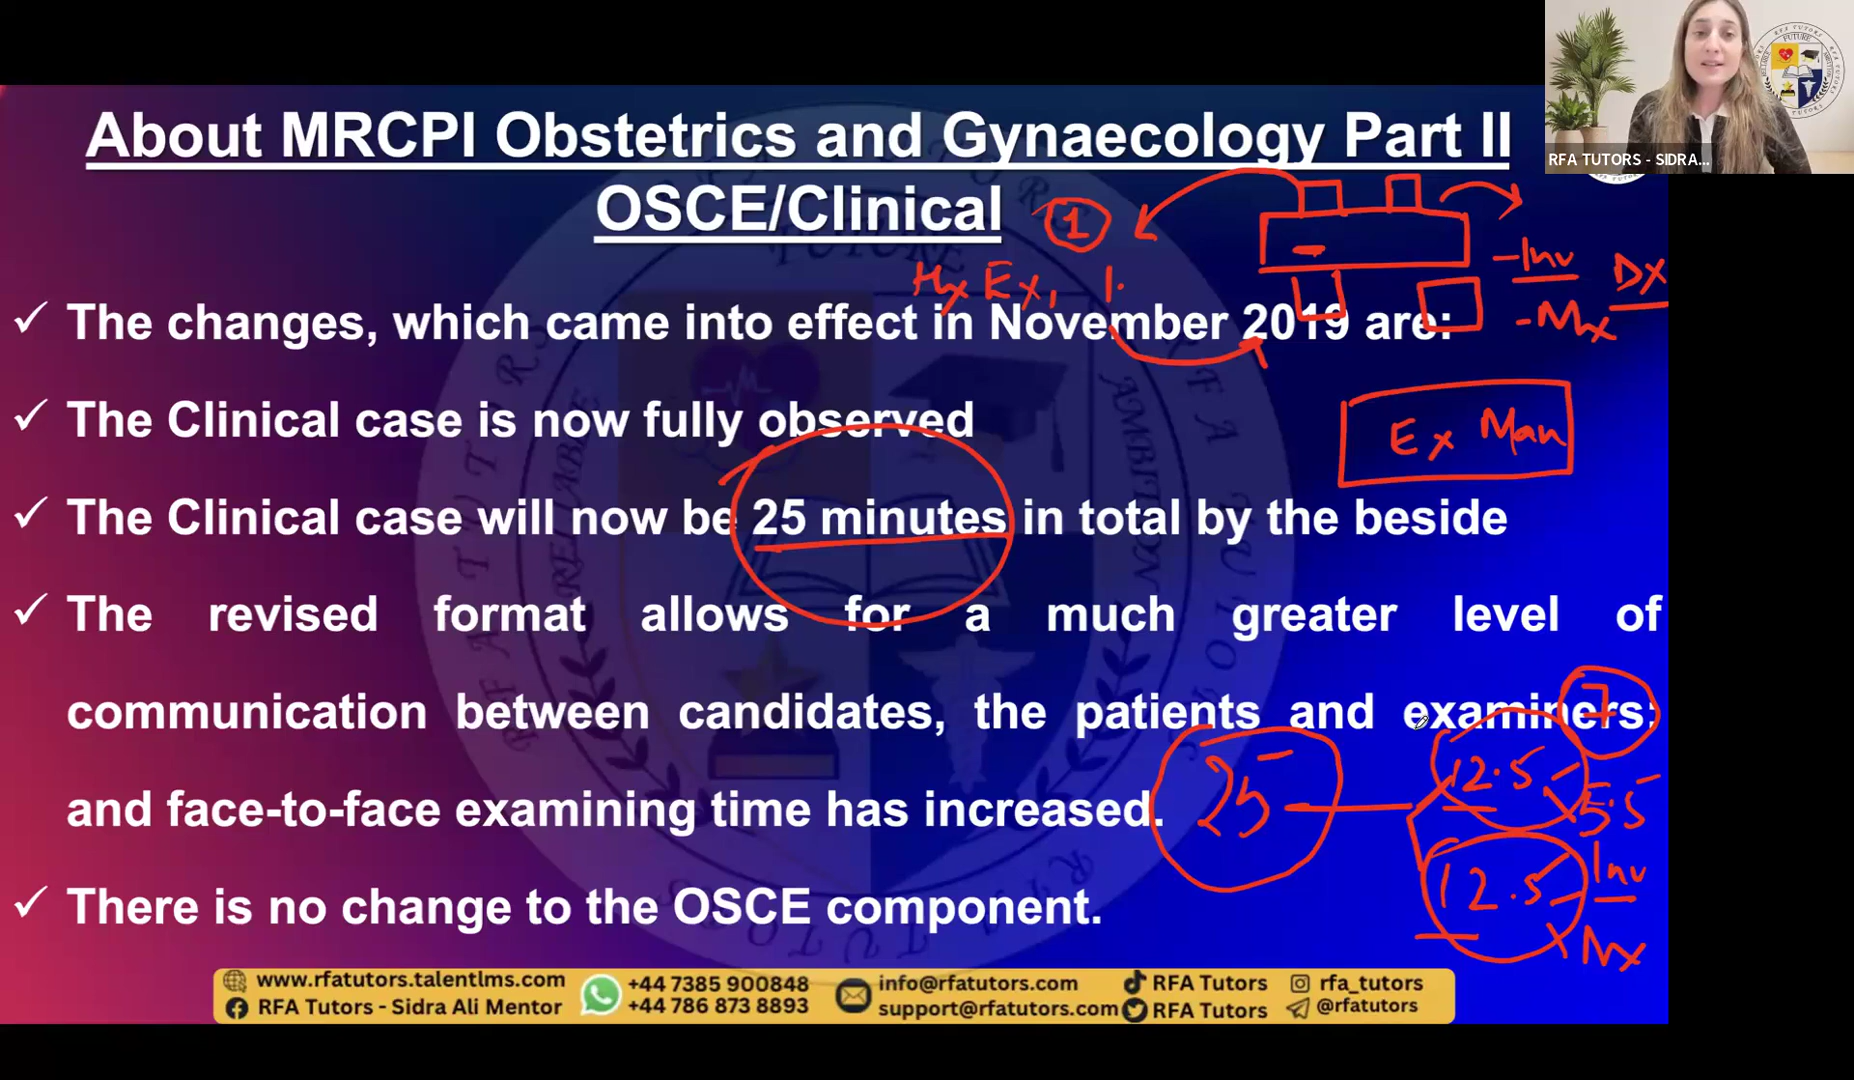 About MRCPI Obstetrics and Gynaecology Part II
OSCE/Clinical
RFA TUTORS - SIDRA...
1
Hx Ex, I.
-Inv
DX
-Mx
✓ The changes, which came into effect in November 2019 are:
✓ The Clinical case is now fully observed
Ex Man
✓ The Clinical case will now be 25 minutes in total by the beside
✓ The revised format allows for a much greater level of
communication between candidates, the patients and examiners;
and face-to-face examining time has increased.
7
25
12.5
5.5
12.5
Inv
Mx
✓ There is no change to the OSCE component.
www.rfatutors.talentlms.com
RFA Tutors - Sidra Ali Mentor
+44 7385 900848
+44 786 873 8893
info@rfatutors.com
support@rfatutors.com
RFA Tutors
RFA Tutors
rfa_tutors
@rfatutors
RFA TUTORS
FUTURE
RELIABLE
AMBITION